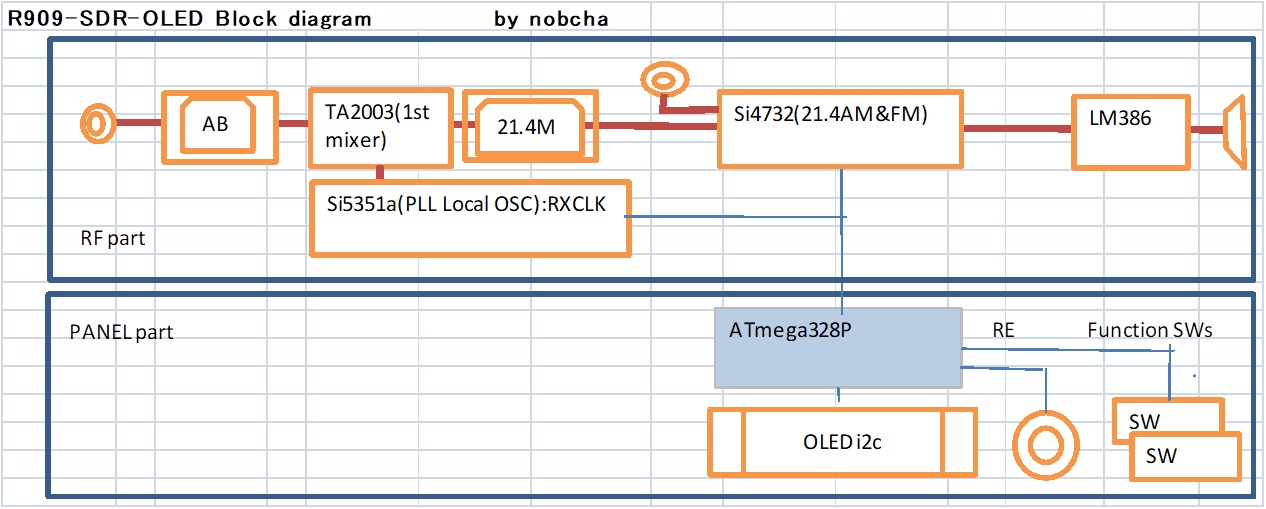 R909-SDR-OLED Block diagram by nobcha
AB
TA2003(1st
mixer)
21.4M
Si4732(21.4AM&FM)
LM386
Si5351a(PLL Local OSC):RXCLK
RF part
PANEL part
ATmega328P
RE
Function SWs
OLED i2c
SW
SW